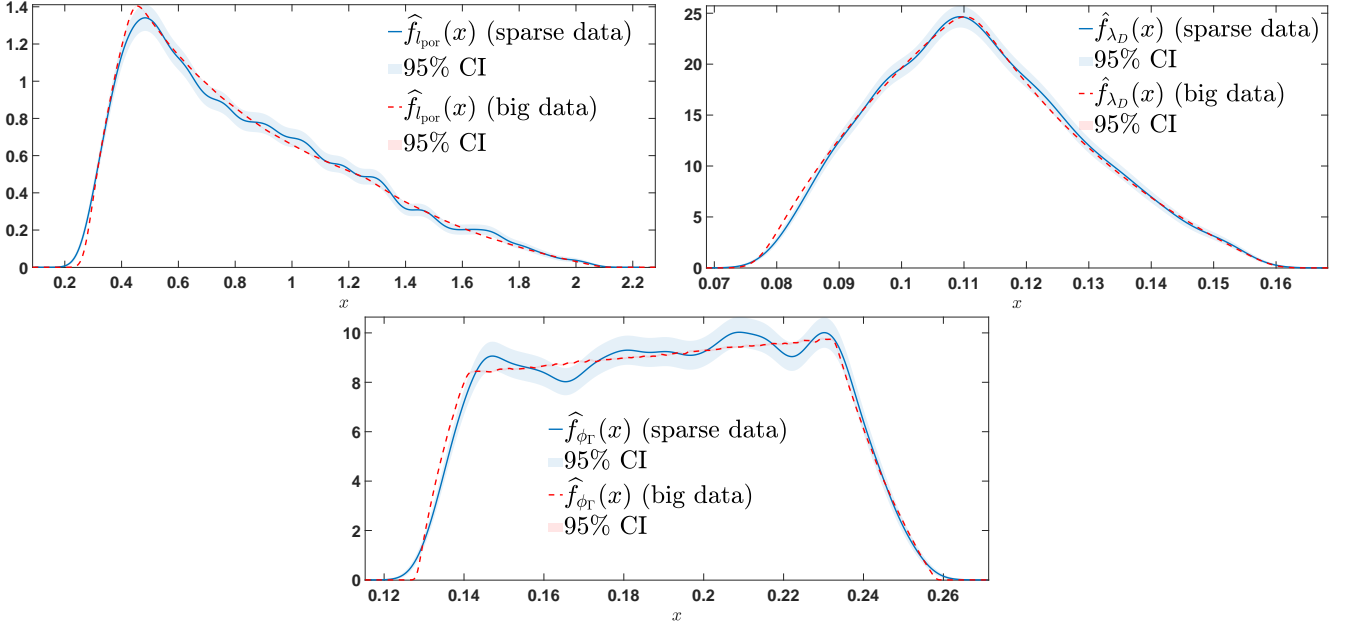 1.4
1.2
1
0.8
0.6
0.4
0.2
0
0.2 0.4 0.6 0.8 1 1.2 1.4 1.6 1.8 2 2.2
x
f̂_{l_por}(x) (sparse data)
95% CI
f̂_{l_por}(x) (big data)
95% CI
25
20
15
10
5
0
0.07 0.08 0.09 0.1 0.11 0.12 0.13 0.14 0.15 0.16
x
f̂_{λ_D}(x) (sparse data)
95% CI
f̂_{λ_D}(x) (big data)
95% CI
10
8
6
4
2
0
0.12 0.14 0.16 0.18 0.2 0.22 0.24 0.26
x
f̂_{ϕ_Γ}(x) (sparse data)
95% CI
f̂_{ϕ_Γ}(x) (big data)
95% CI